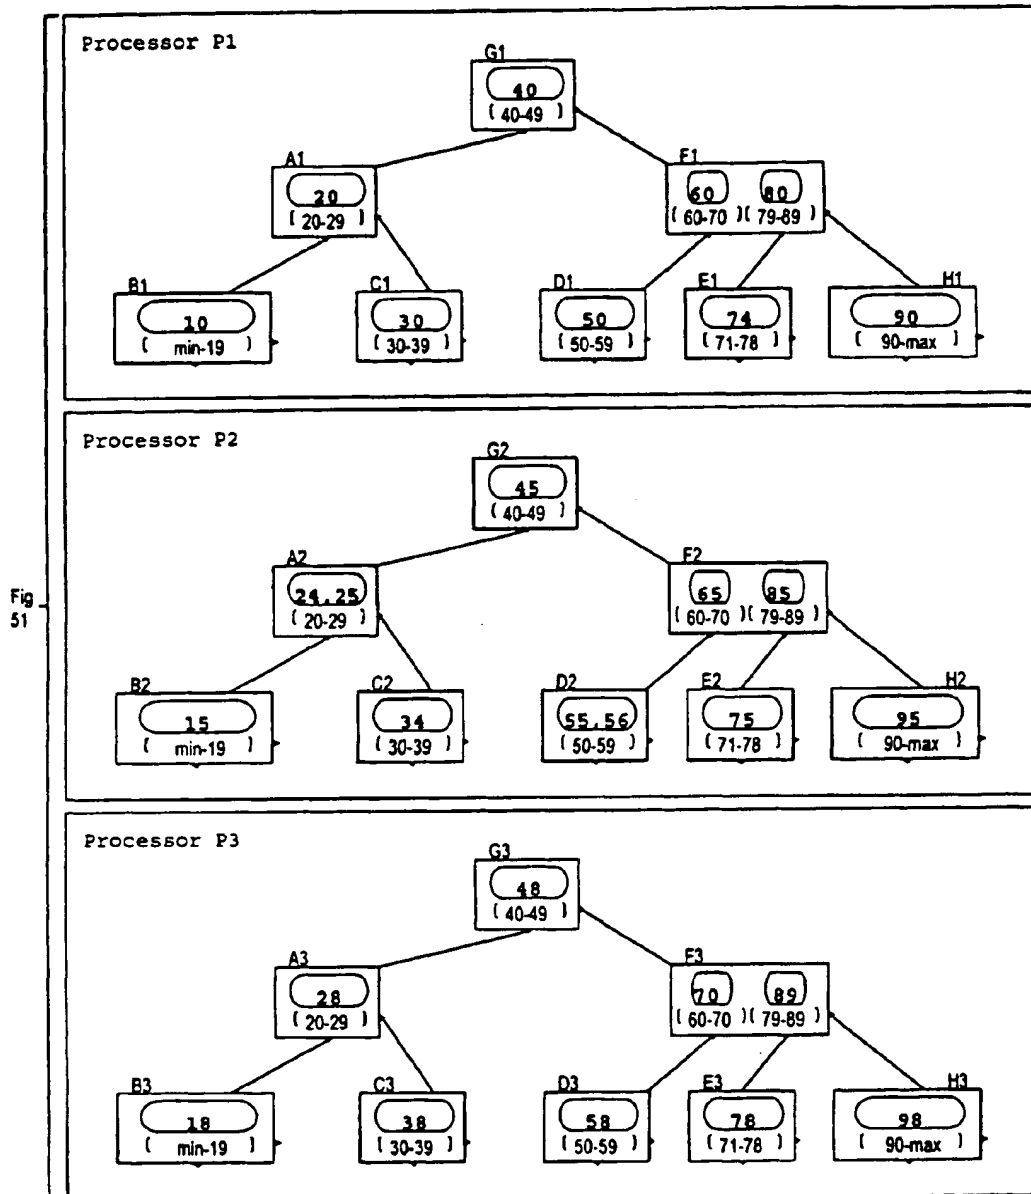 Processor P1
G1
40
( 40-49 )
A1
20
( 20-29 )
F1
60 80
( 60-70 )( 79-89 )
B1
10
( min-19 )
C1
30
( 30-39 )
D1
50
( 50-59 )
E1
74
( 71-78 )
H1
90
( 90-max )
Processor P2
G2
45
( 40-49 )
A2
24,25
( 20-29 )
F2
65 85
( 60-70 )( 79-89 )
Fig
51
B2
15
( min-19 )
C2
34
( 30-39 )
D2
55,56
( 50-59 )
E2
75
( 71-78 )
H2
95
( 90-max )
Processor P3
G3
48
( 40-49 )
A3
28
( 20-29 )
F3
70 89
( 60-70 )( 79-89 )
B3
18
( min-19 )
C3
38
( 30-39 )
D3
58
( 50-59 )
E3
78
( 71-78 )
H3
98
( 90-max )